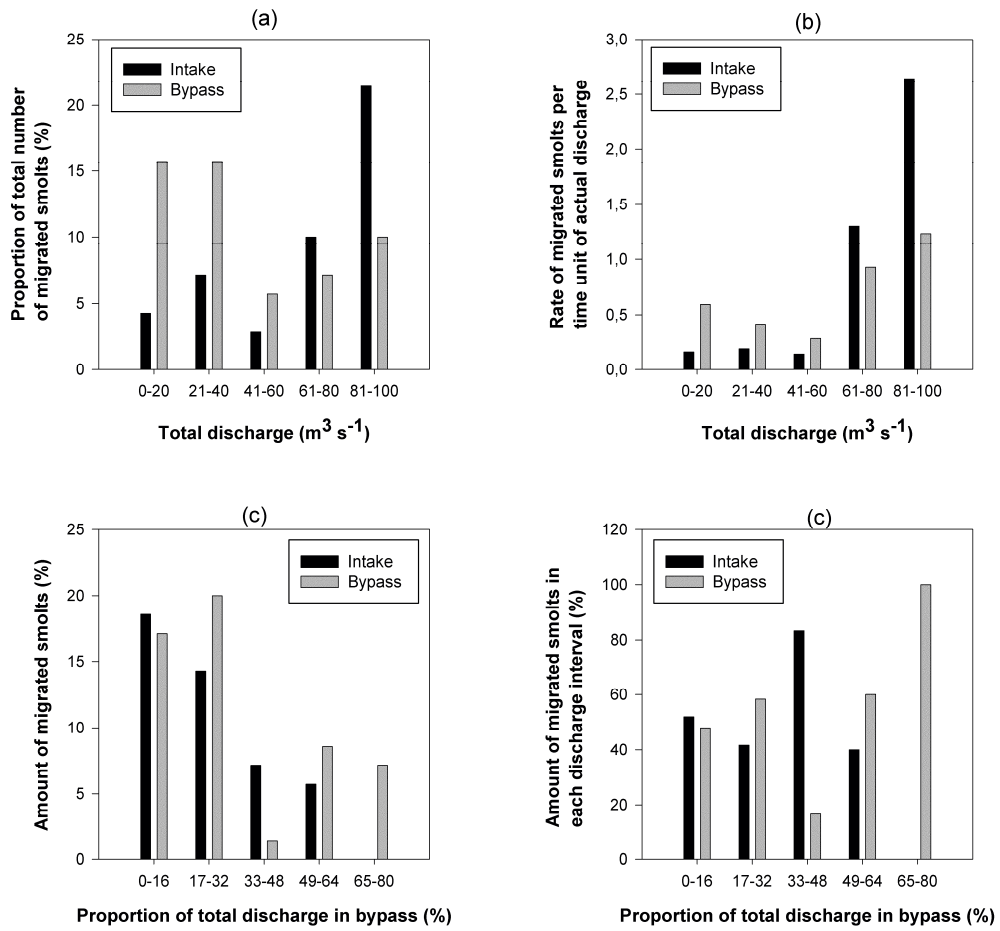 (a)
25
20
15
10
5
0
Proportion of total number
of migrated smolts (%)
Intake
Bypass
0-20
21-40
41-60
61-80
81-100
Total discharge (m³ s⁻¹)
(b)
3,0
2,5
2,0
1,5
1,0
0,5
0,0
Rate of migrated smolts per
time unit of actual discharge
Intake
Bypass
0-20
21-40
41-60
61-80
81-100
Total discharge (m³ s⁻¹)
(c)
25
20
15
10
5
0
Amount of migrated smolts (%)
Intake
Bypass
0-16
17-32
33-48
49-64
65-80
Proportion of total discharge in bypass (%)
(c)
120
100
80
60
40
20
0
Amount of migrated smolts in
each discharge interval (%)
Intake
Bypass
0-16
17-32
33-48
49-64
65-80
Proportion of total discharge in bypass (%)